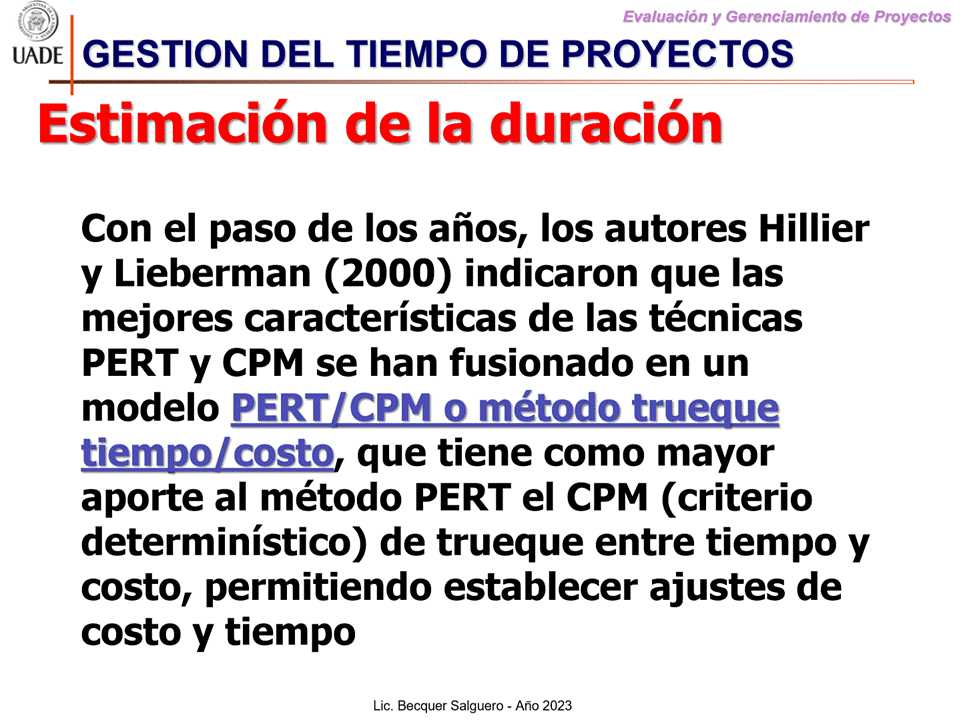 Evaluación y Gerenciamiento de Proyectos
UADE
GESTION DEL TIEMPO DE PROYECTOS
Estimación de la duración
Con el paso de los años, los autores Hillier
y Lieberman (2000) indicaron que las
mejores características de las técnicas
PERT y CPM se han fusionado en un
modelo PERT/CPM o método trueque
tiempo/costo, que tiene como mayor
aporte al método PERT el CPM (criterio
determinístico) de trueque entre tiempo y
costo, permitiendo establecer ajustes de
costo y tiempo
Lic. Becquer Salguero - Año 2023